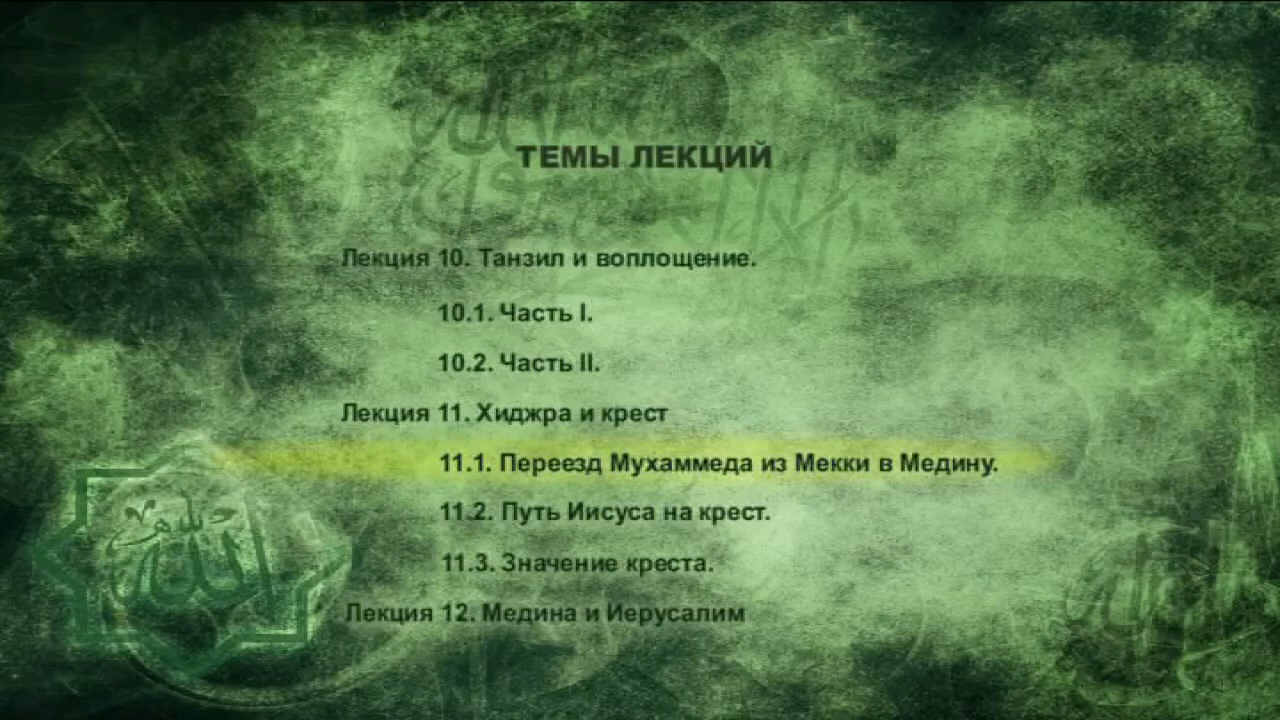 ТЕМЫ ЛЕКЦИЙ
Лекция 10. Танзил и воплощение.
10.1. Часть I.
10.2. Часть II.
Лекция 11. Хиджра и крест
11.1. Переезд Мухаммеда из Мекки в Медину.
11.2. Путь Иисуса на крест.
11.3. Значение креста.
Лекция 12. Медина и Иерусалим
الله